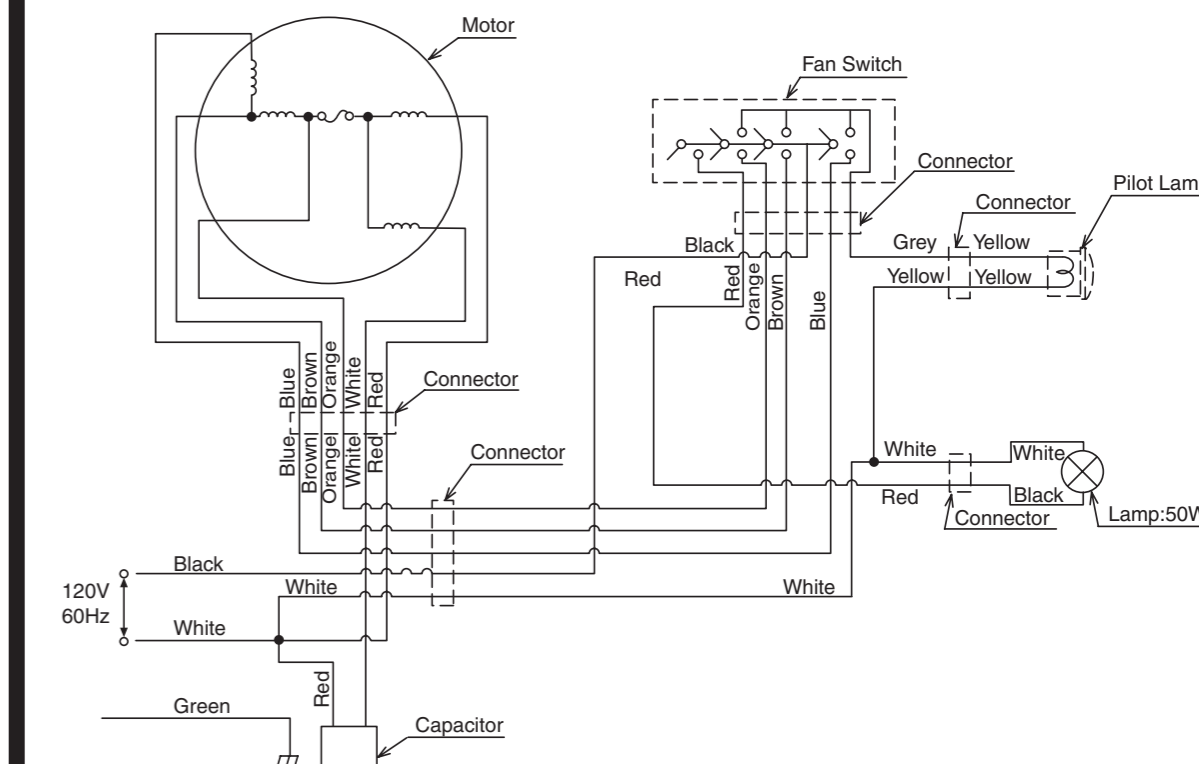 Motor
Fan Switch
Connector
Connector
Pilot Lam
Black
Grey
Yellow
Red
Red
Orange
Brown
Blue
Yellow
Yellow
Blue
Brown
Orange
White
Red
Connector
Blue
Brown
Orange
White
Red
Connector
White
White
Red
Black
Connector
Lamp:50W
Black
120V
60Hz
White
White
White
Red
Green
Capacitor